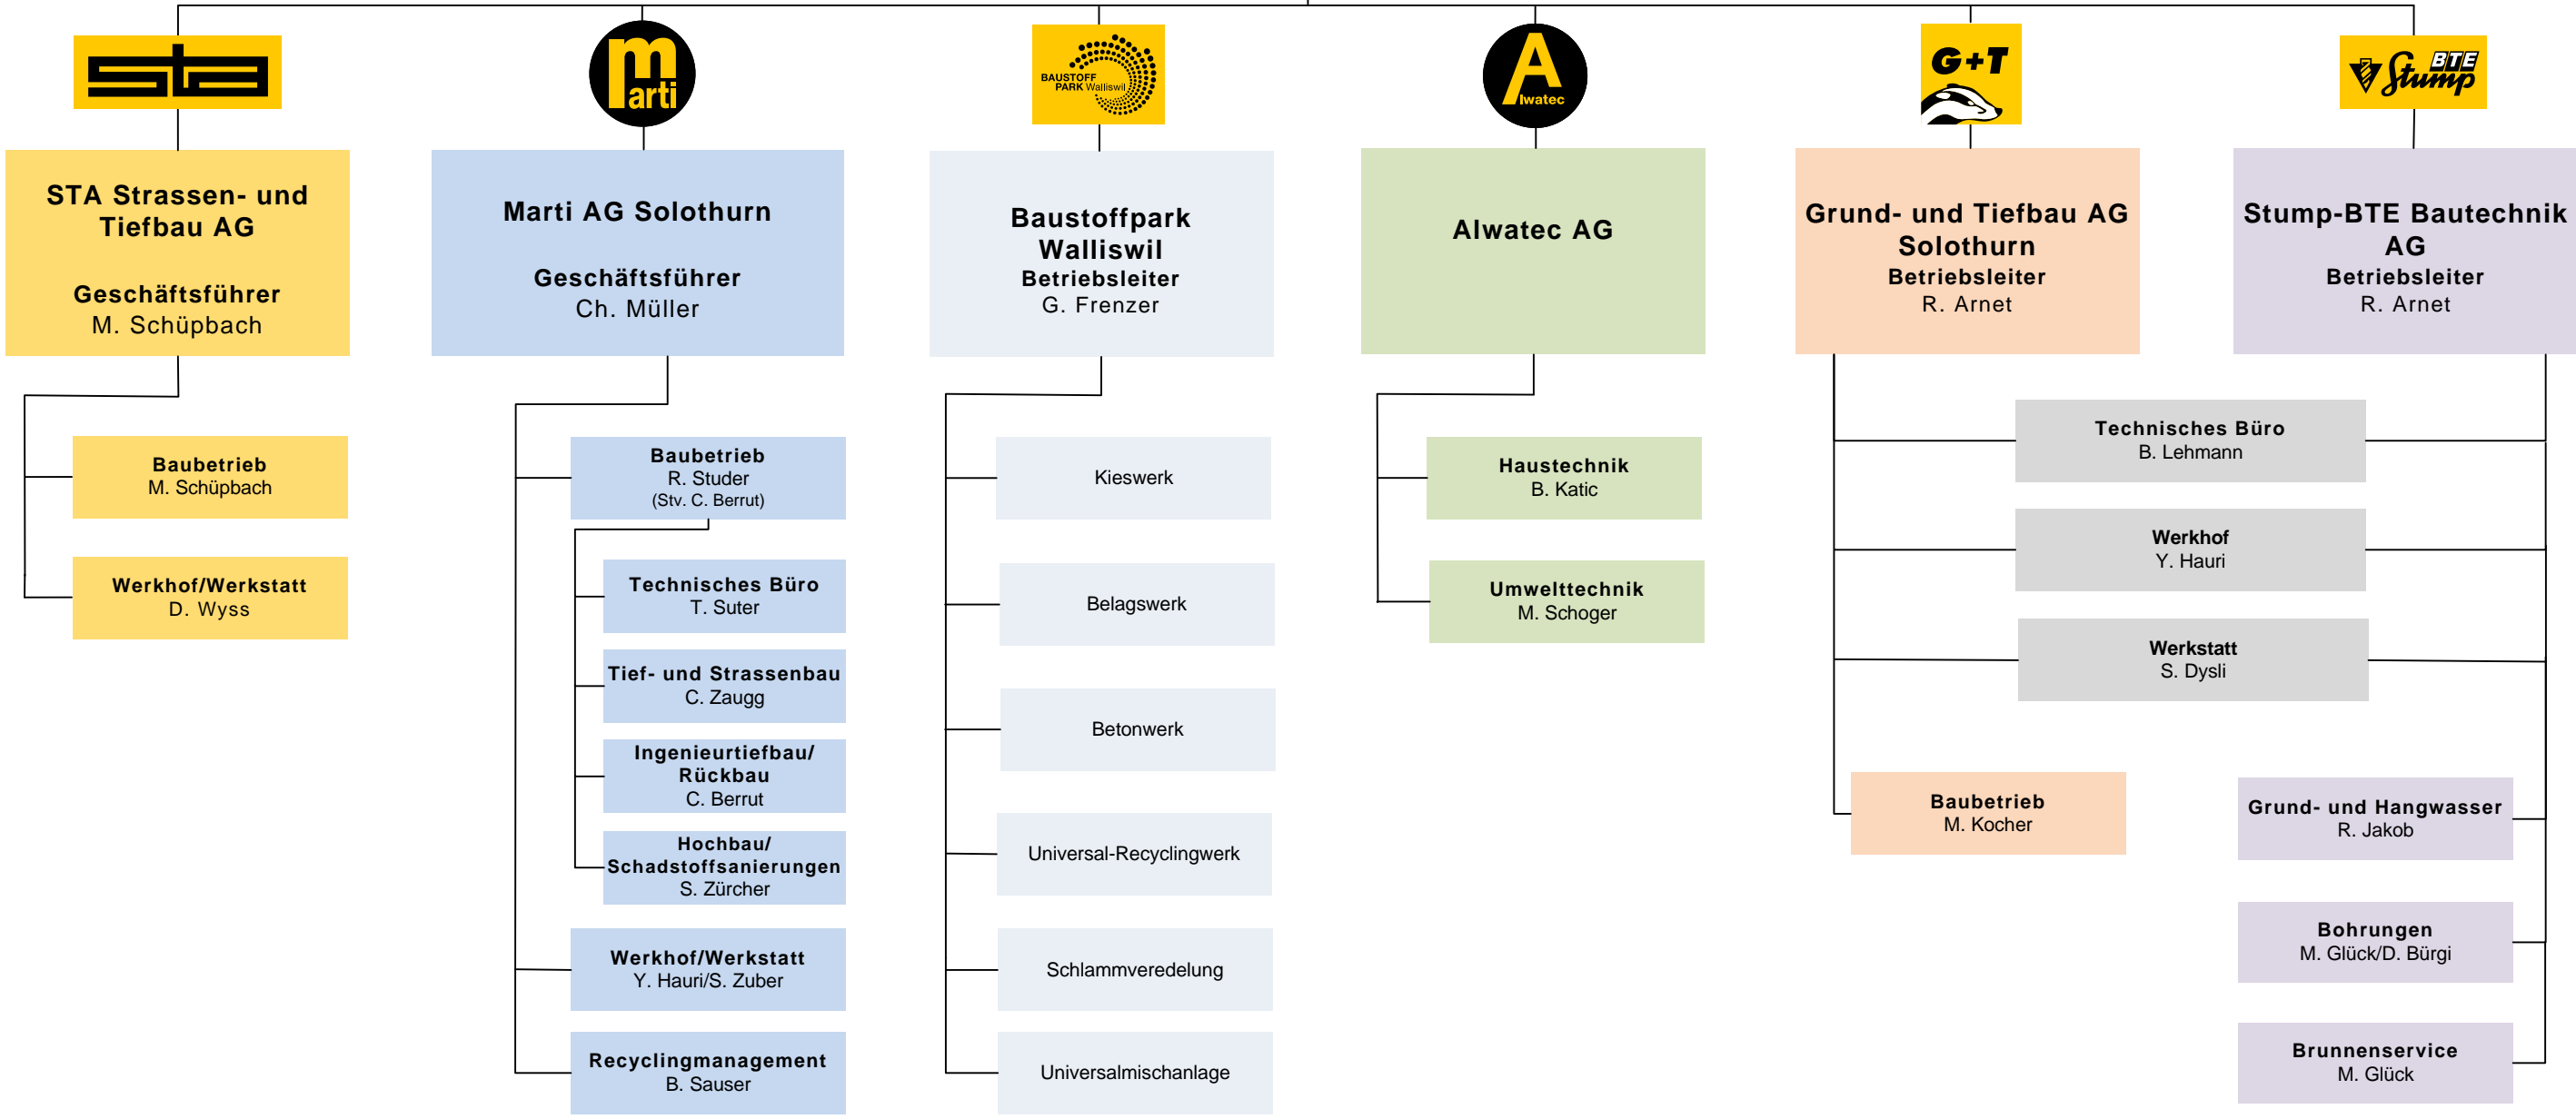 sta
marti
BAUSTOFF
PARK Walliswil
Alwatec
G+T
Stump BTE
STA Strassen- und
Tiefbau AG
Geschäftsführer
M. Schüpbach
Baubetrieb
M. Schüpbach
Werkhof/Werkstatt
D. Wyss
Marti AG Solothurn
Geschäftsführer
Ch. Müller
Baubetrieb
R. Studer
(Stv. C. Berrut)
Technisches Büro
T. Suter
Tief- und Strassenbau
C. Zaugg
Ingenieurtiefbau/
Rückbau
C. Berrut
Hochbau/
Schadstoffsanierungen
S. Zürcher
Werkhof/Werkstatt
Y. Hauri/S. Zuber
Recyclingmanagement
B. Sauser
Baustoffpark
Walliswil
Betriebsleiter
G. Frenzer
Kieswerk
Belagswerk
Betonwerk
Universal-Recyclingwerk
Schlammveredelung
Universalmischanlage
Alwatec AG
Haustechnik
B. Katic
Umwelttechnik
M. Schoger
Grund- und Tiefbau AG
Solothurn
Betriebsleiter
R. Arnet
Stump-BTE Bautechnik
AG
Betriebsleiter
R. Arnet
Technisches Büro
B. Lehmann
Werkhof
Y. Hauri
Werkstatt
S. Dysli
Baubetrieb
M. Kocher
Grund- und Hangwasser
R. Jakob
Bohrungen
M. Glück/D. Bürgi
Brunnenservice
M. Glück